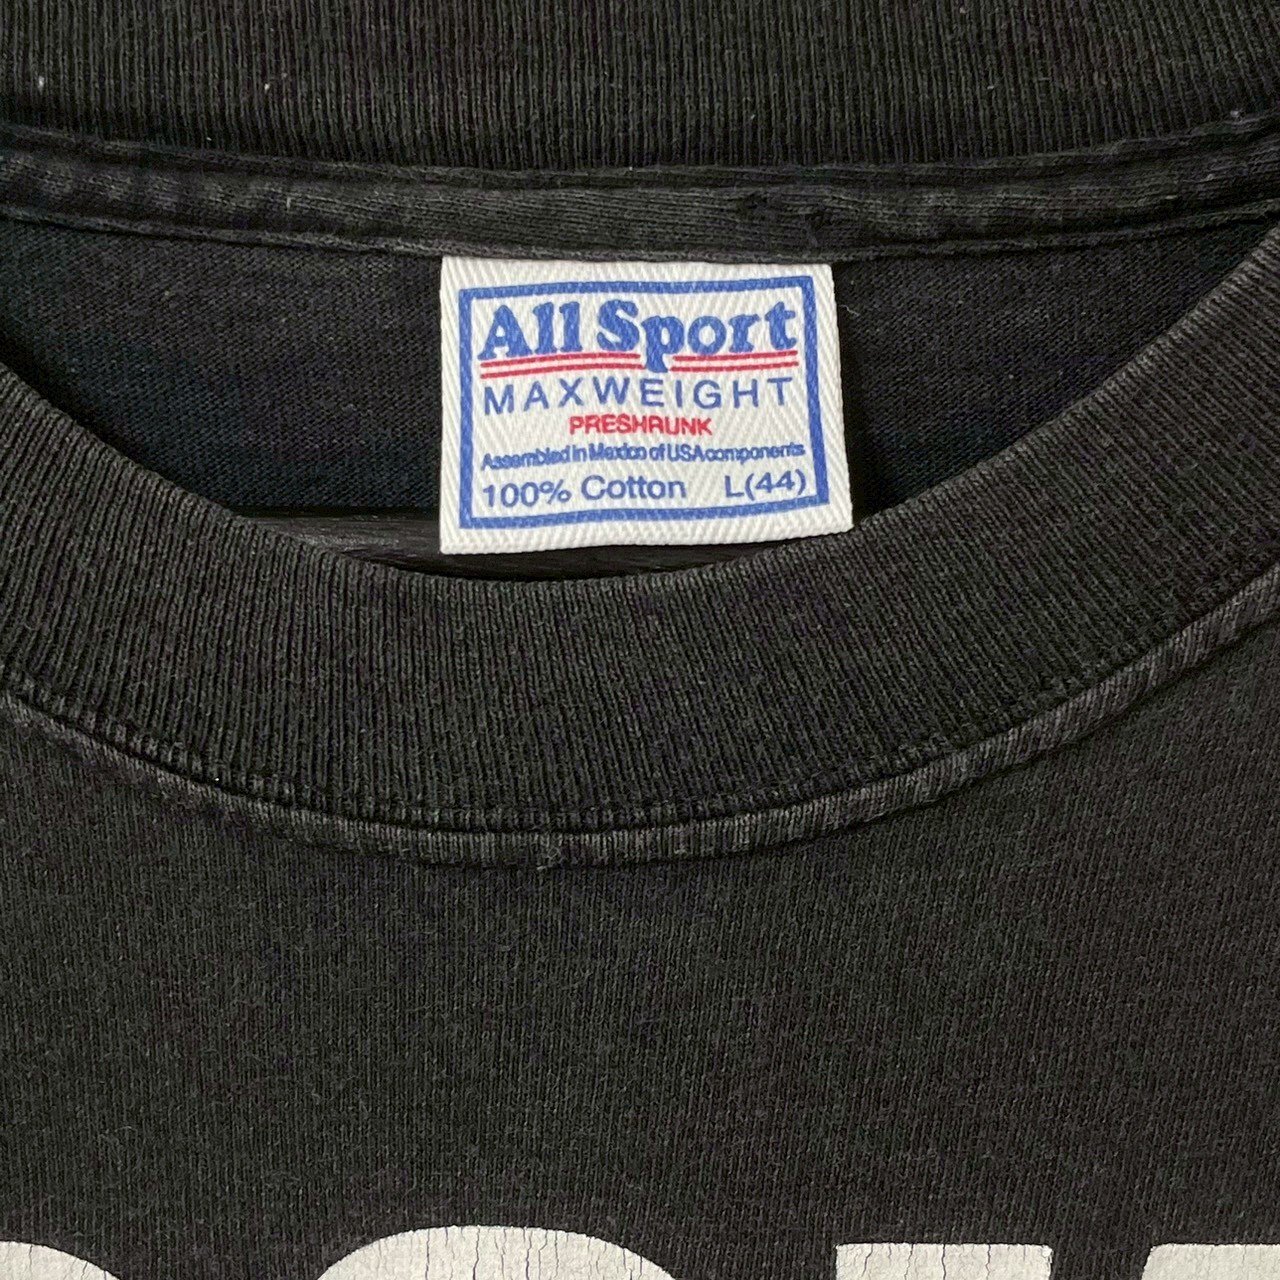 All Sport
MAXWEIGHT
PRESHRUNK
Assembled in Mexico of USA components
100% Cotton L(44)